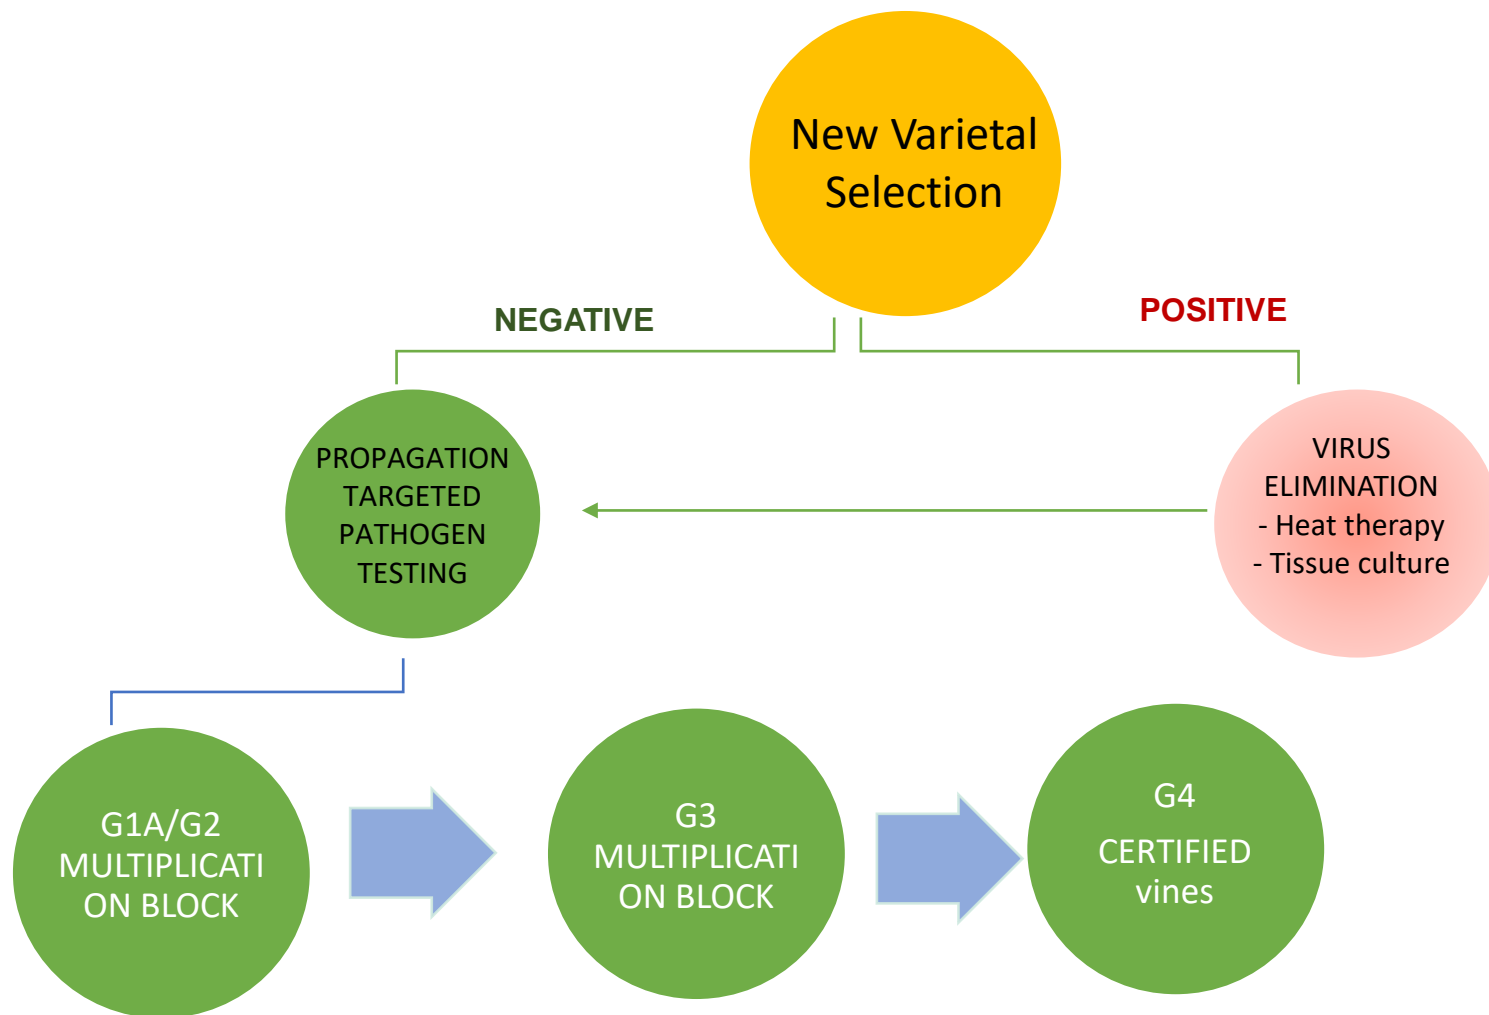 New Varietal
Selection
NEGATIVE
POSITIVE
PROPAGATION
TARGETED
PATHOGEN
TESTING
VIRUS
ELIMINATION
- Heat therapy
- Tissue culture
G1A/G2
MULTIPLICATI
ON BLOCK
G3
MULTIPLICATI
ON BLOCK
G4
CERTIFIED
vines